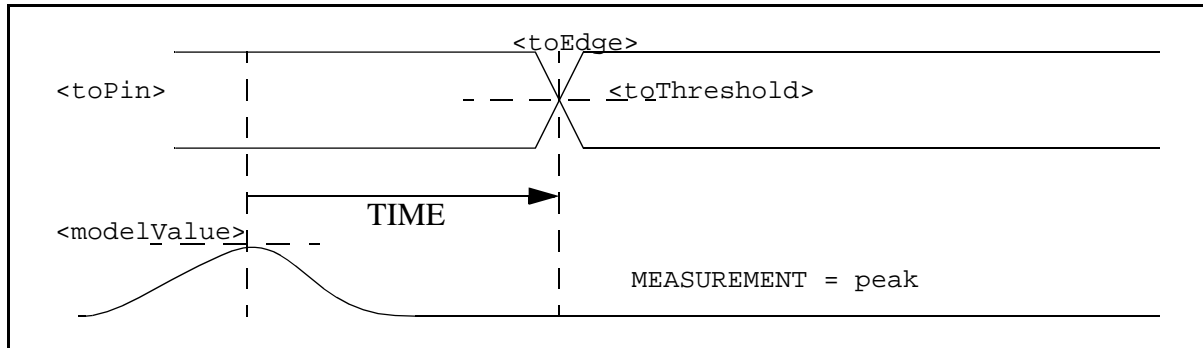 <toEdge>
<toPin>
<toThreshold>
TIME
<modelValue>
MEASUREMENT = peak